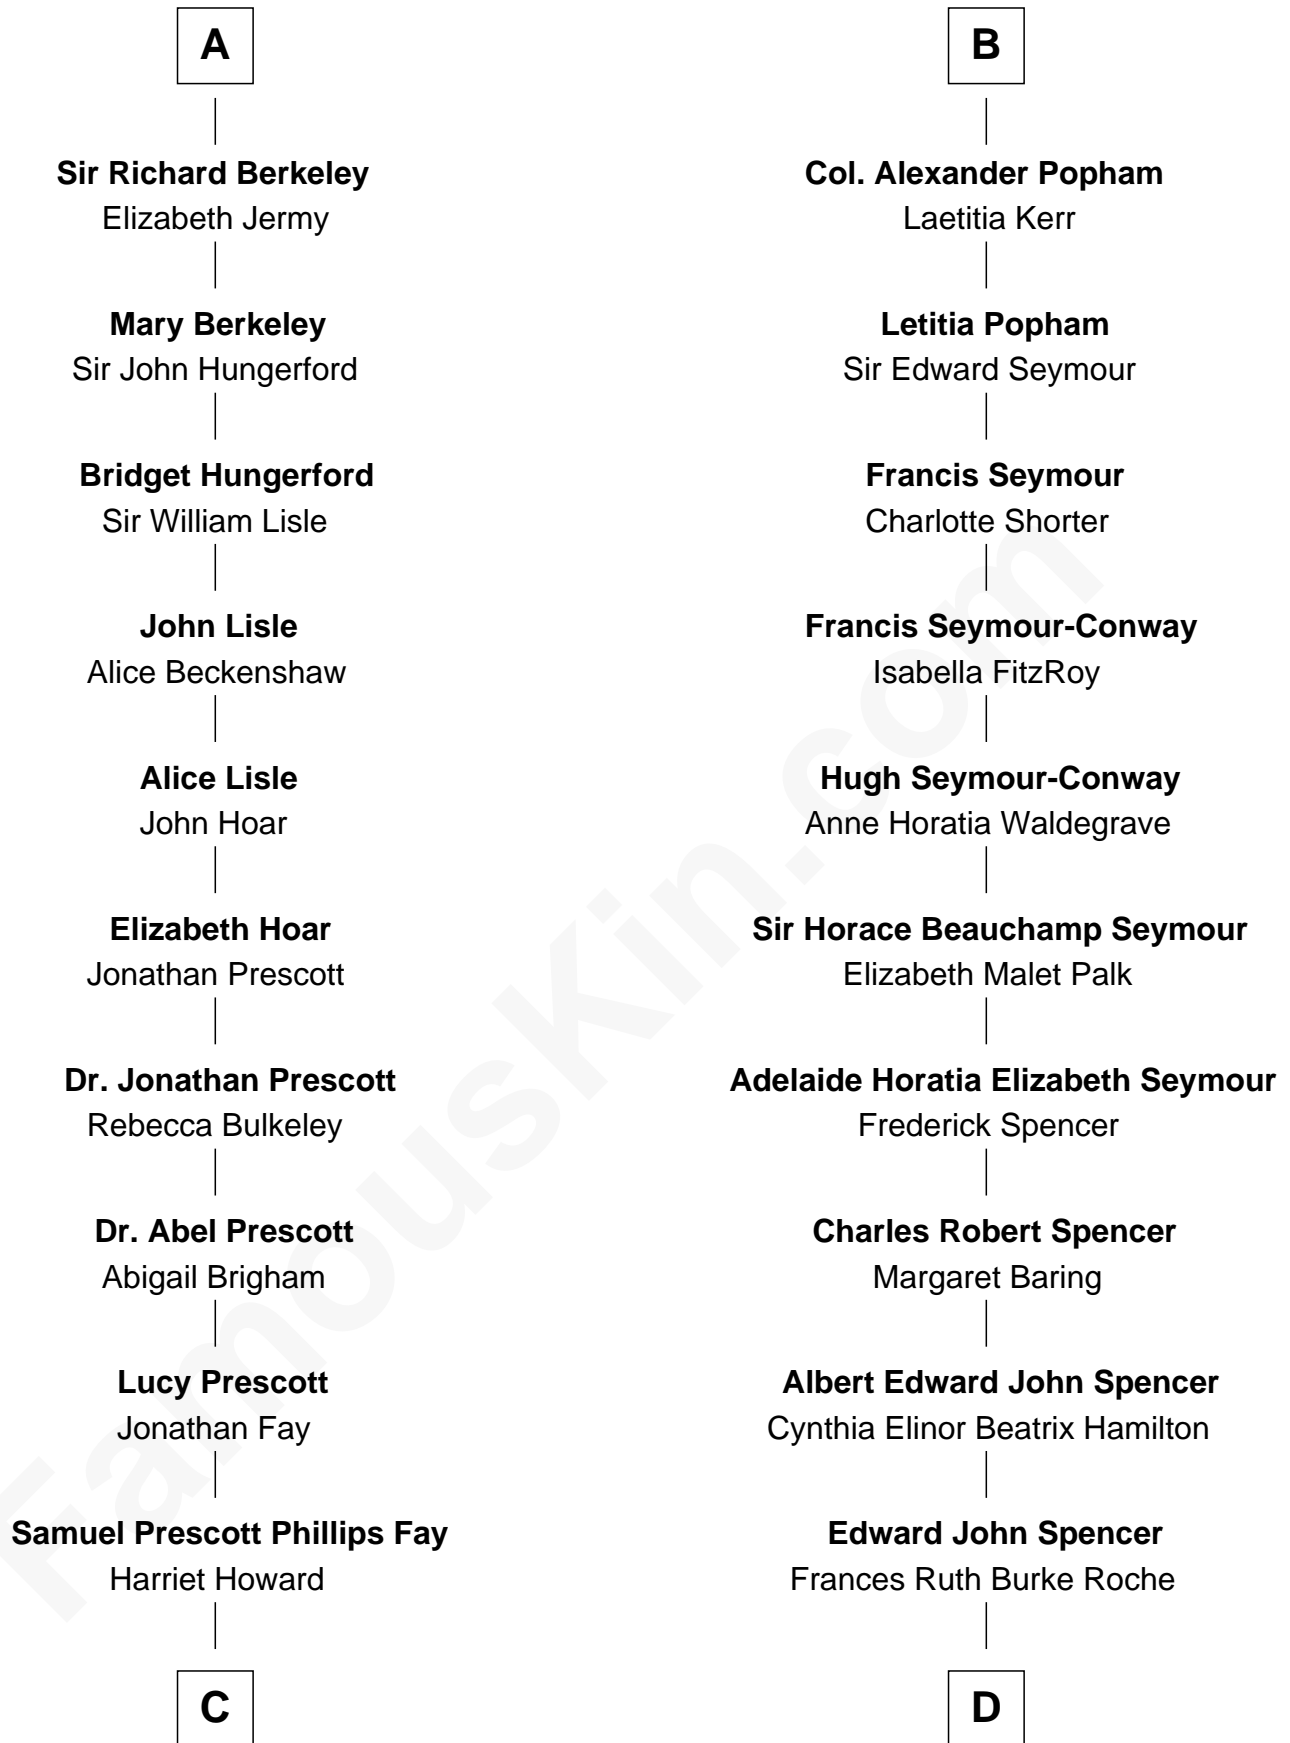 A
Sir Richard Berkeley
Elizabeth Jermy
Mary Berkeley
Sir John Hungerford
Bridget Hungerford
Sir William Lisle
John Lisle
Alice Beckenshaw
Alice Lisle
John Hoar
Elizabeth Hoar
Jonathan Prescott
Dr. Jonathan Prescott
Rebecca Bulkeley
Dr. Abel Prescott
Abigail Brigham
Lucy Prescott
Jonathan Fay
Samuel Prescott Phillips Fay
Harriet Howard
C
B
Col. Alexander Popham
Laetitia Kerr
Letitia Popham
Sir Edward Seymour
Francis Seymour
Charlotte Shorter
Francis Seymour-Conway
Isabella FitzRoy
Hugh Seymour-Conway
Anne Horatia Waldegrave
Sir Horace Beauchamp Seymour
Elizabeth Malet Palk
Adelaide Horatia Elizabeth Seymour
Frederick Spencer
Charles Robert Spencer
Margaret Baring
Albert Edward John Spencer
Cynthia Elinor Beatrix Hamilton
Edward John Spencer
Frances Ruth Burke Roche
D
FamousKin.com